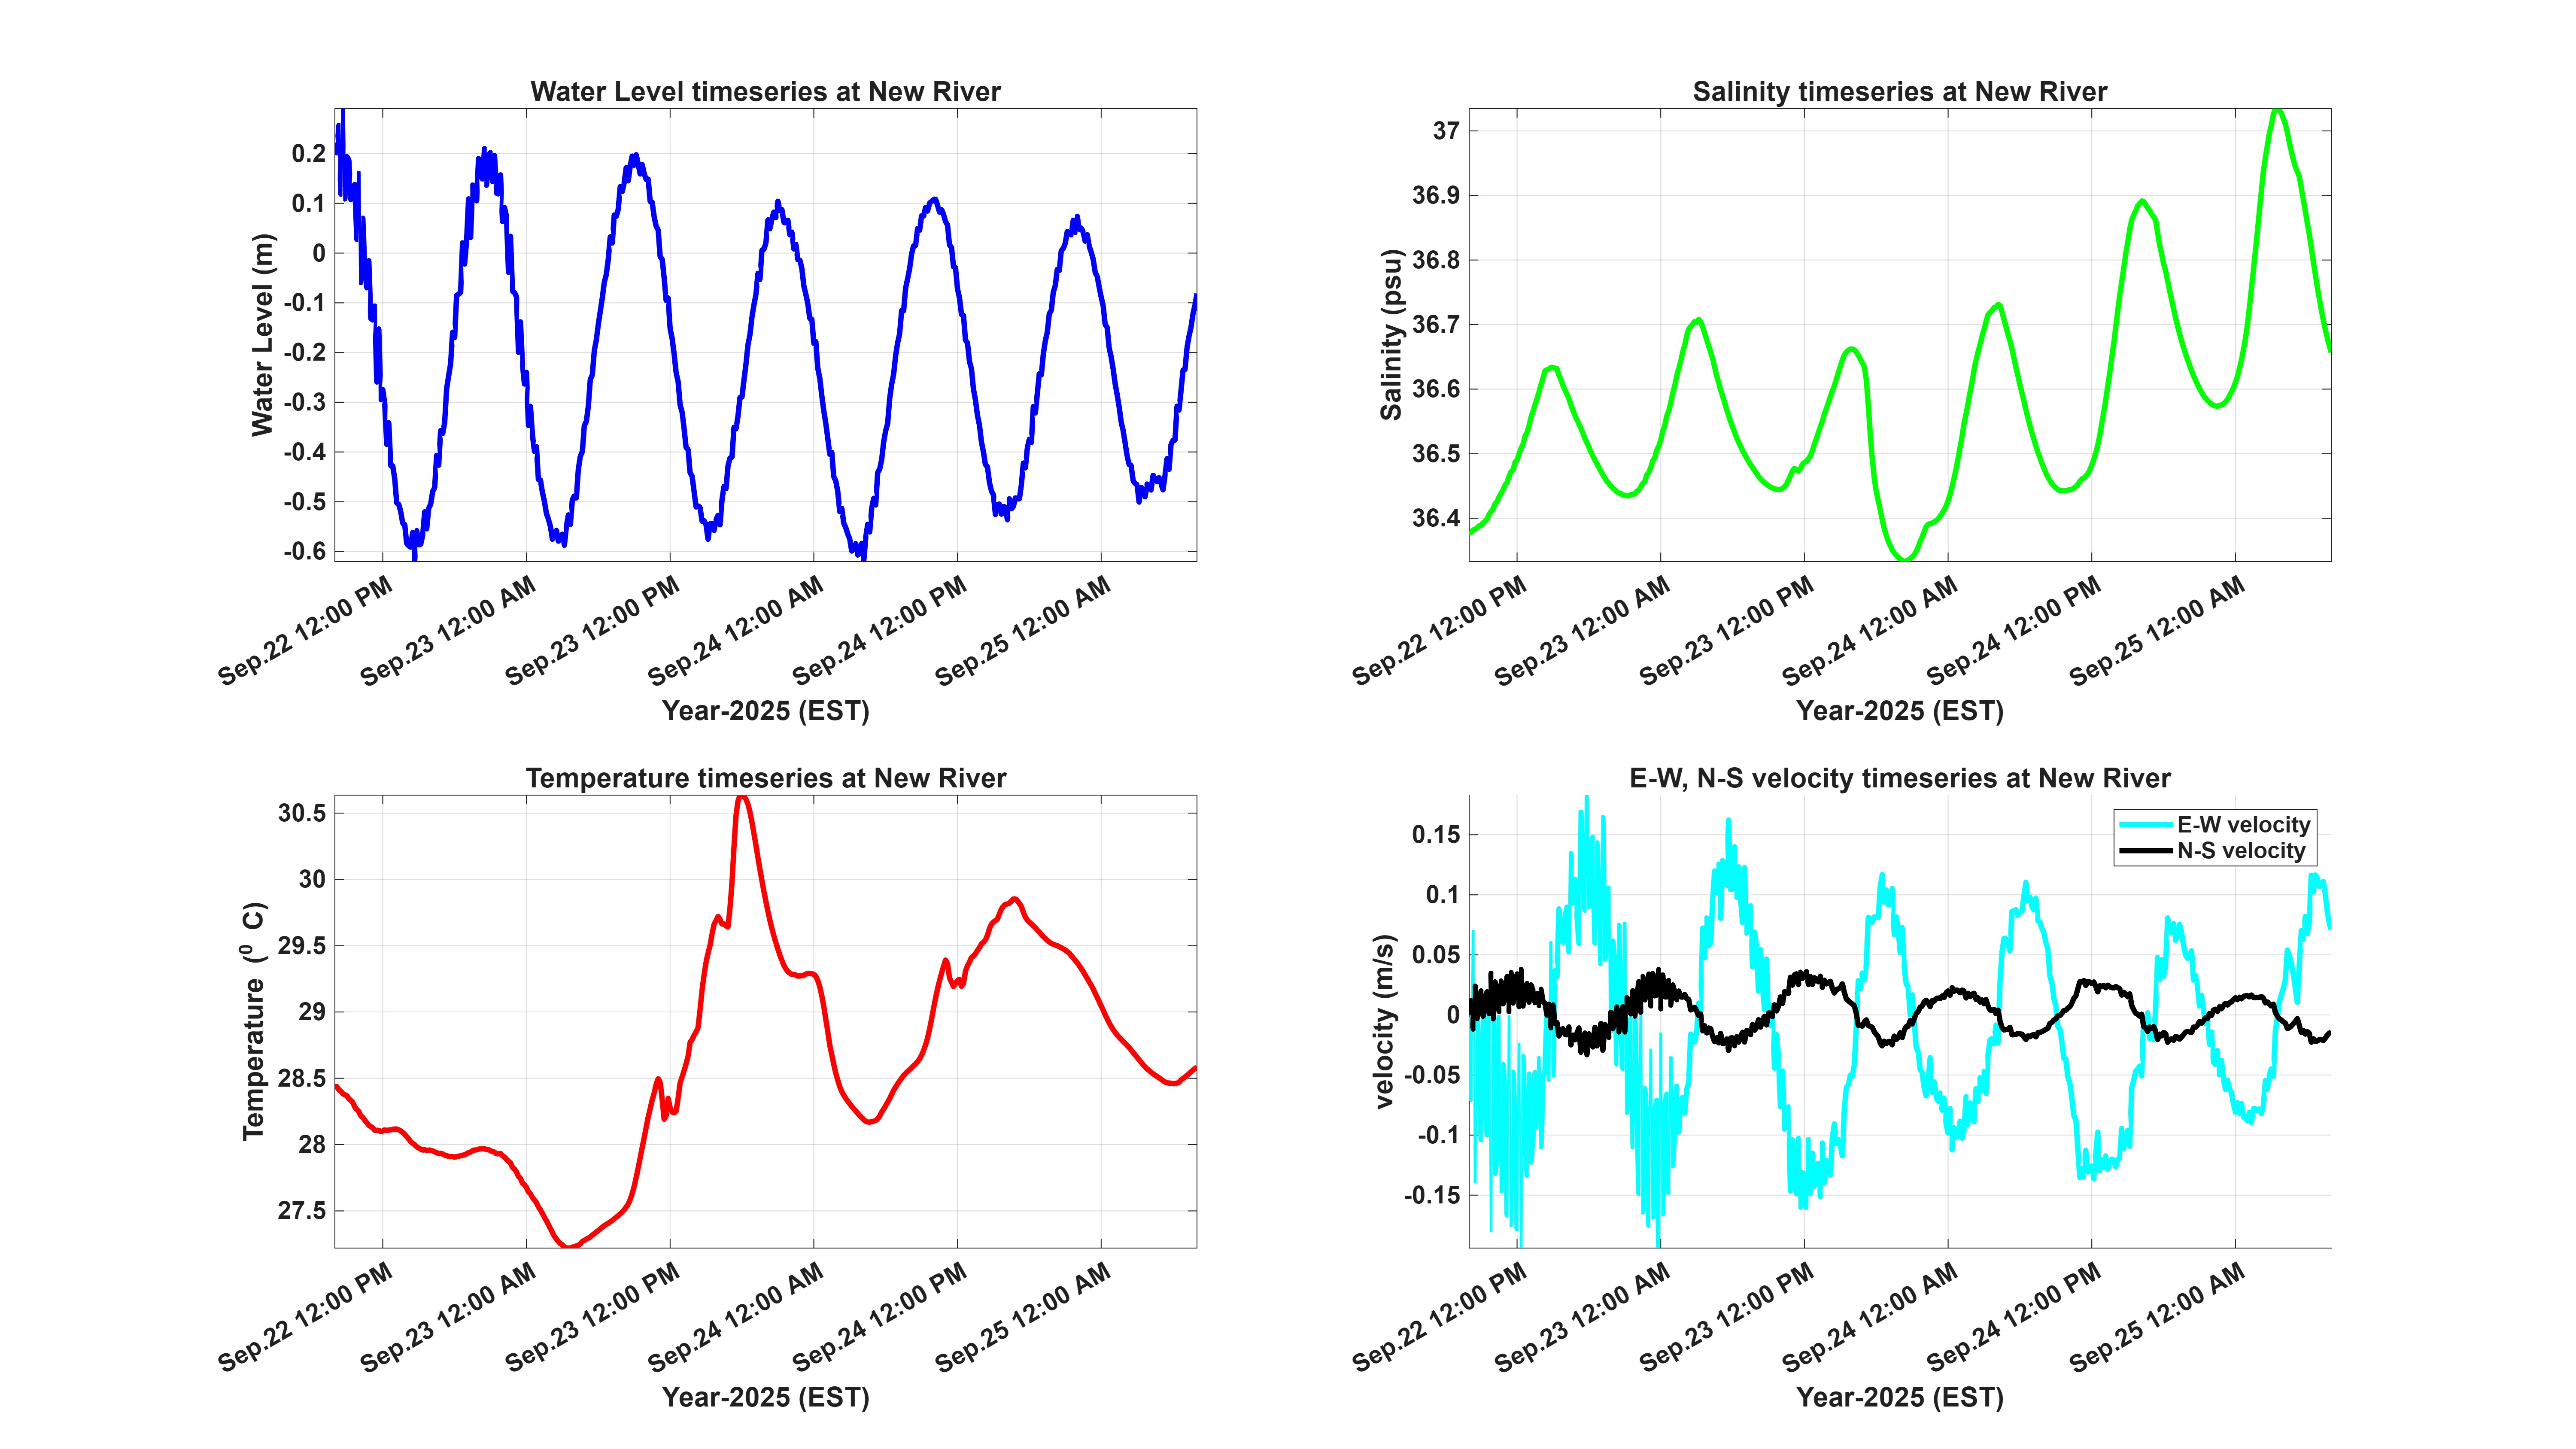 Water Level timeseries at New River
Water Level (m)
0.2
0.1
0
-0.1
-0.2
-0.3
-0.4
-0.5
-0.6
Sep.22 12:00 PM
Sep.23 12:00 AM
Sep.23 12:00 PM
Sep.24 12:00 AM
Sep.24 12:00 PM
Sep.25 12:00 AM
Year-2025 (EST)
Salinity timeseries at New River
Salinity (psu)
37
36.9
36.8
36.7
36.6
36.5
36.4
Sep.22 12:00 PM
Sep.23 12:00 AM
Sep.23 12:00 PM
Sep.24 12:00 AM
Sep.24 12:00 PM
Sep.25 12:00 AM
Year-2025 (EST)
Temperature timeseries at New River
Temperature (⁰ C)
30.5
30
29.5
29
28.5
28
27.5
Sep.22 12:00 PM
Sep.23 12:00 AM
Sep.23 12:00 PM
Sep.24 12:00 AM
Sep.24 12:00 PM
Sep.25 12:00 AM
Year-2025 (EST)
E-W, N-S velocity timeseries at New River
velocity (m/s)
0.15
0.1
0.05
0
-0.05
-0.1
-0.15
E-W velocity
N-S velocity
Sep.22 12:00 PM
Sep.23 12:00 AM
Sep.23 12:00 PM
Sep.24 12:00 AM
Sep.24 12:00 PM
Sep.25 12:00 AM
Year-2025 (EST)